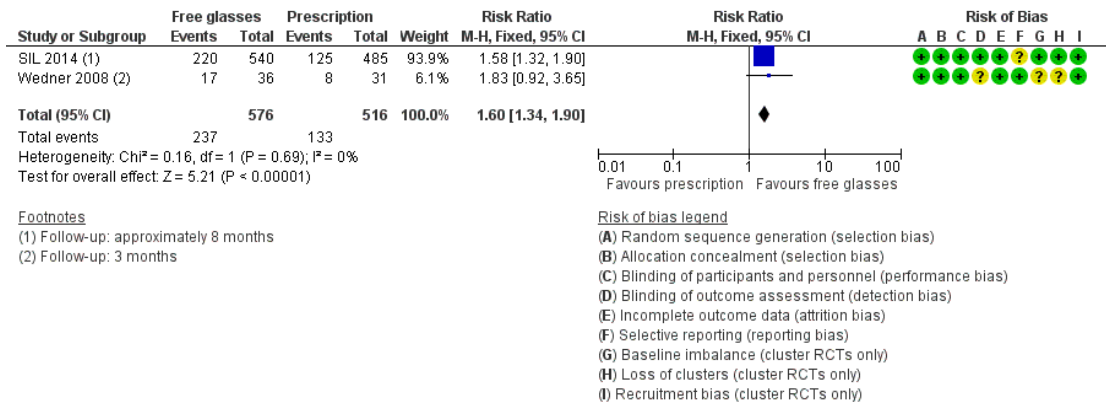 Free glasses Prescription Risk Ratio Risk Ratio Risk of Bias
Study or Subgroup Events Total Events Total Weight M-H, Fixed, 95% CI M-H, Fixed, 95% CI A B C D E F G H I
SIL 2014 (1) 220 540 125 485 93.9% 1.58 [1.32, 1.90] + + + + + ? + + +
Wedner 2008 (2) 17 36 8 31 6.1% 1.83 [0.92, 3.65] + + + ? + + ? ? +
Total (95% CI) 576 516 100.0% 1.60 [1.34, 1.90]
Total events 237 133
Heterogeneity: Chi² = 0.16, df = 1 (P = 0.69); I² = 0%
Test for overall effect: Z = 5.21 (P < 0.00001)
0.01 0.1 1 10 100
Favours prescription Favours free glasses
Footnotes
(1) Follow-up: approximately 8 months
(2) Follow-up: 3 months
Risk of bias legend
(A) Random sequence generation (selection bias)
(B) Allocation concealment (selection bias)
(C) Blinding of participants and personnel (performance bias)
(D) Blinding of outcome assessment (detection bias)
(E) Incomplete outcome data (attrition bias)
(F) Selective reporting (reporting bias)
(G) Baseline imbalance (cluster RCTs only)
(H) Loss of clusters (cluster RCTs only)
(I) Recruitment bias (cluster RCTs only)